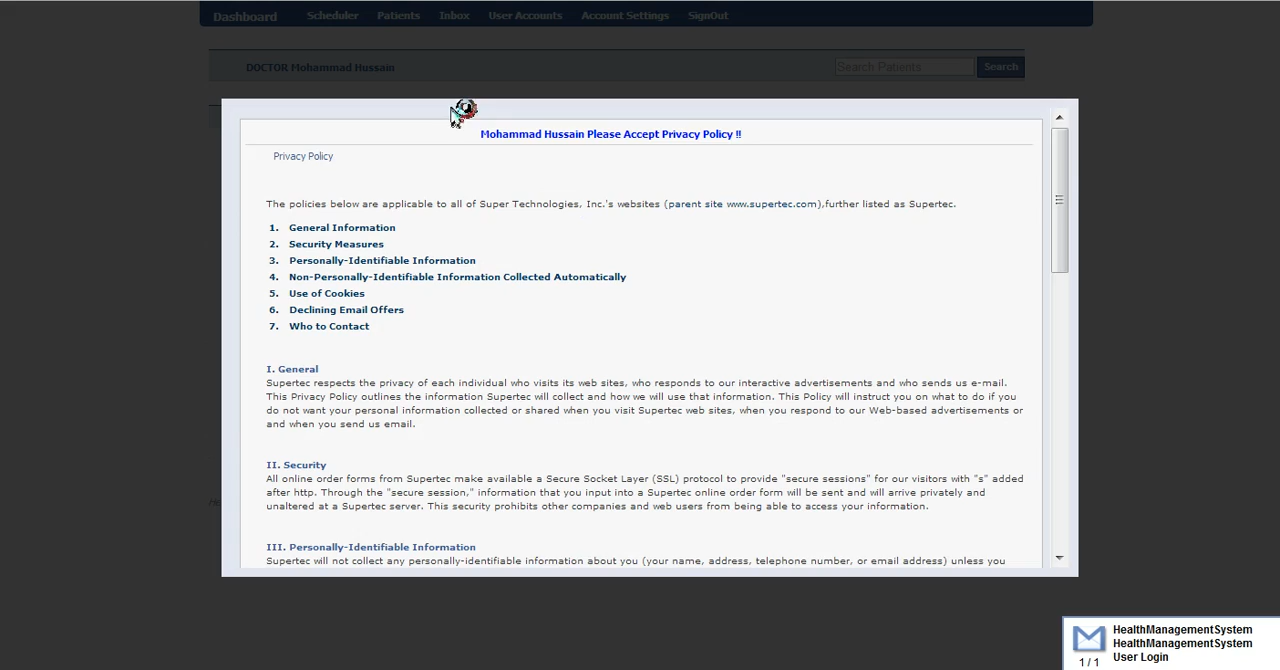 Dashboard Scheduler Patients Inbox User Accounts Account Settings SignOut
DOCTOR Mohammad Hussain Search Patients Search
Mohammad Hussain Please Accept Privacy Policy !!
Privacy Policy
The policies below are applicable to all of Super Technologies, Inc.'s websites (parent site www.supertec.com),further listed as Supertec.
1. General Information
2. Security Measures
3. Personally-Identifiable Information
4. Non-Personally-Identifiable Information Collected Automatically
5. Use of Cookies
6. Declining Email Offers
7. Who to Contact
I. General
Supertec respects the privacy of each individual who visits its web sites, who responds to our interactive advertisements and who sends us e-mail.
This Privacy Policy outlines the information Supertec will collect and how we will use that information. This Policy will instruct you on what to do if you
do not want your personal information collected or shared when you visit Supertec web sites, when you respond to our Web-based advertisements or
and when you send us email.
II. Security
All online order forms from Supertec make available a Secure Socket Layer (SSL) protocol to provide "secure sessions" for our visitors with "s" added
after http. Through the "secure session," information that you input into a Supertec online order form will be sent and will arrive privately and
unaltered at a Supertec server. This security prohibits other companies and web users from being able to access your information.
III. Personally-Identifiable Information
Supertec will not collect any personally-identifiable information about you (your name, address, telephone number, or email address) unless you
HealthManagementSystem
HealthManagementSystem
User Login
1 / 1